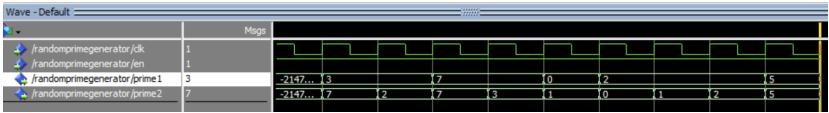 Wave - Default
Msgs
/randomprimegenerator/clk 1
/randomprimegenerator/en 1
/randomprimegenerator/prime1 3 -2147... 3 7 0 2 5
/randomprimegenerator/prime2 7 -2147... 7 2 7 3 1 0 1 2 5